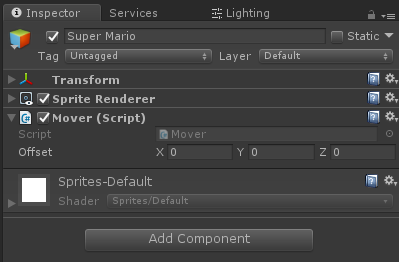 Inspector Services Lighting
Super Mario Static
Tag Untagged Layer Default
Transform
Sprite Renderer
Mover (Script)
Script Mover
Offset X 0 Y 0 Z 0
Sprites-Default
Shader Sprites/Default
Add Component